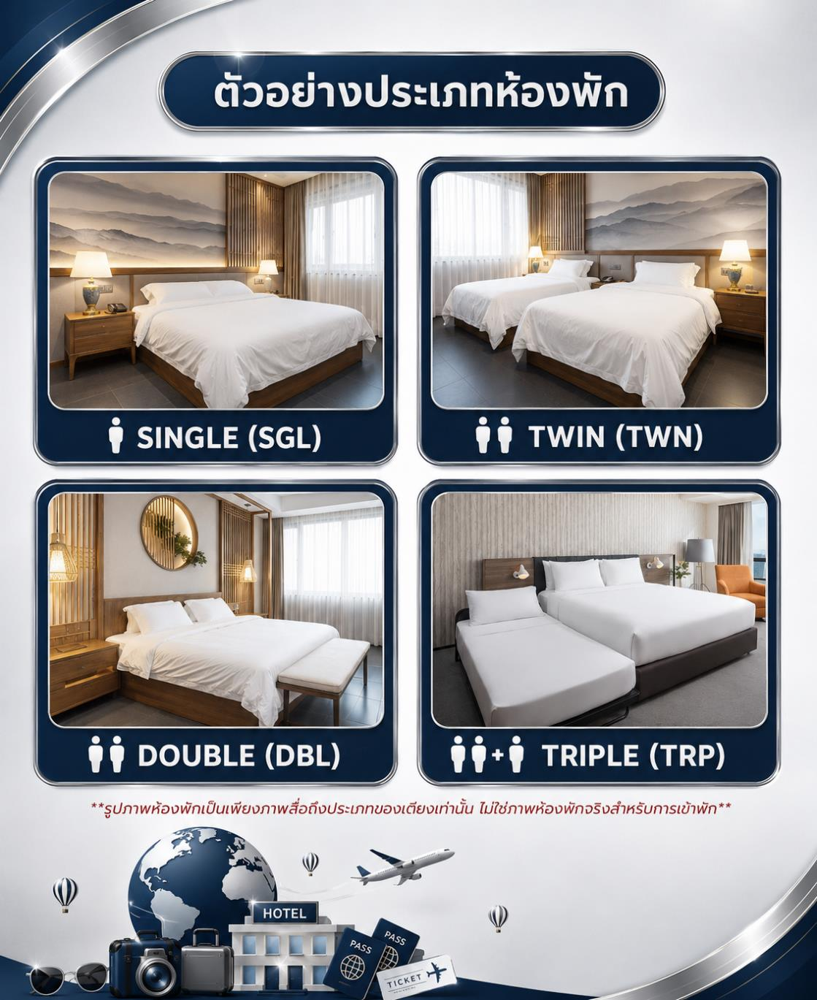 ตัวอย่างประเภทห้องพัก
SINGLE (SGL)
TWIN (TWN)
DOUBLE (DBL)
+ TRIPLE (TRP)
**รูปภาพห้องพักเป็นเพียงภาพสื่อถึงประเภทของเตียงเท่านั้น ไม่ใช่ภาพห้องพักจริงสำหรับการเข้าพัก**
HOTEL
PASS
PASS
TICKET